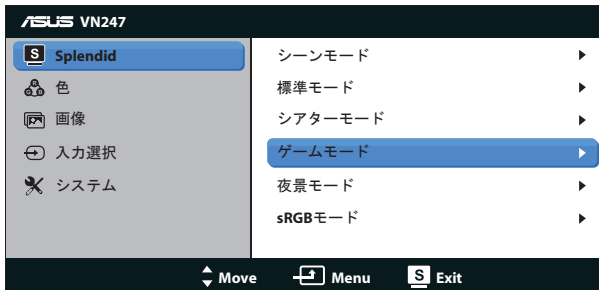 ASUS VN247
S Splendid
色
画像
入力選択
システム
シーンモード
標準モード
シアターモード
ゲームモード
夜景モード
sRGBモード
Move Menu S Exit